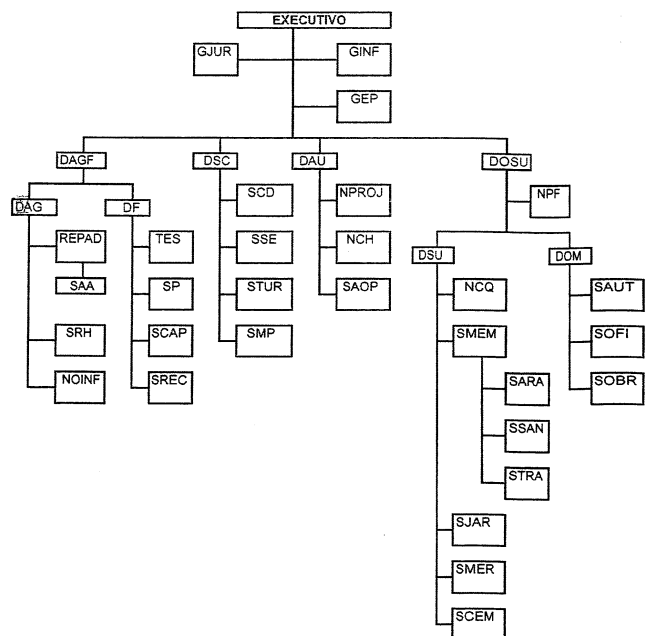 EXECUTIVO
GJUR
GINF
GEP
DAGF
DSC
DAU
DOSU
DAG
DF
SCD
NPROJ
NPF
REPAD
TES
SSE
NCH
DSU
DOM
SAA
SP
STUR
SAOP
NCQ
SAUT
SRH
SCAP
SMP
SMEM
SOFI
NOINF
SREC
SARA
SOBR
SSAN
STRA
SJAR
SMER
SCEM